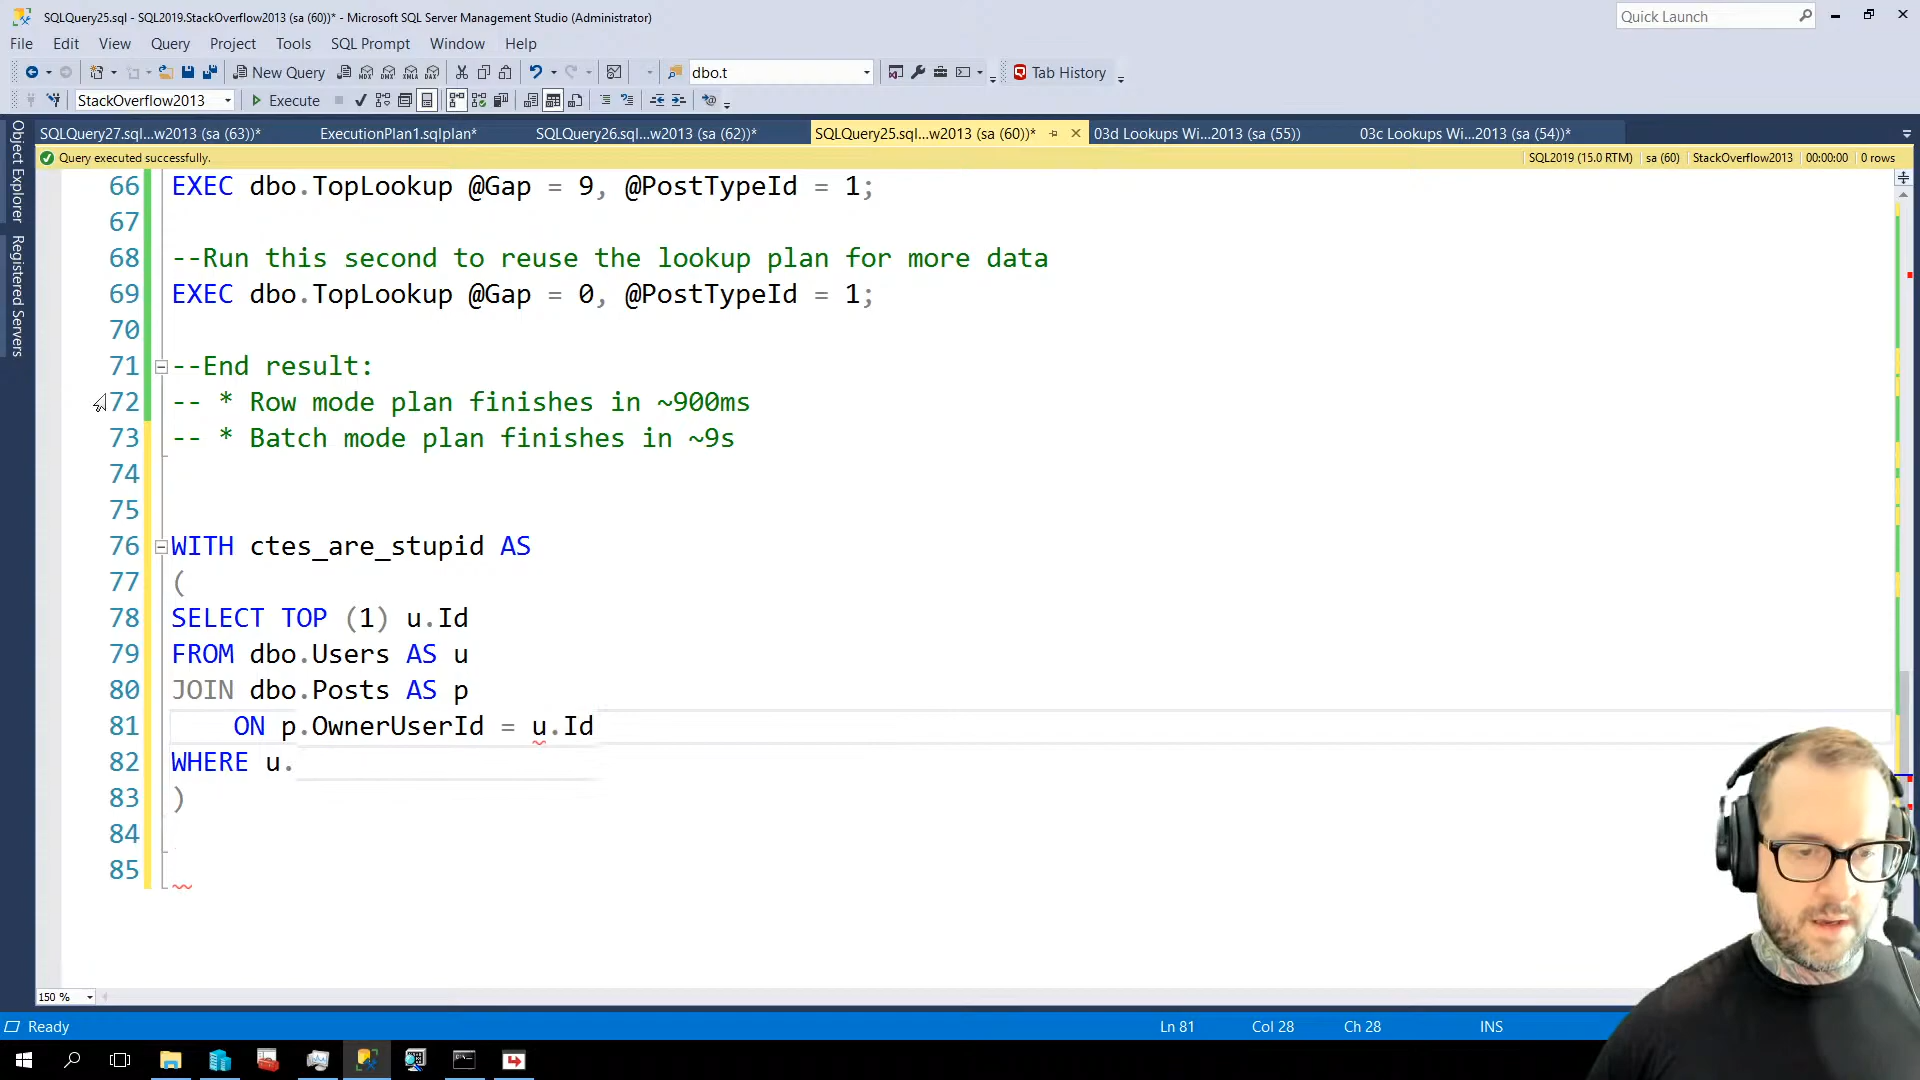 SQLQuery25.sql - SQL2019.StackOverflow2013 (sa (60))* - Microsoft SQL Server Management Studio (Administrator)
Quick Launch
File Edit View Query Project Tools SQL Prompt Window Help
New Query
dbo.t
Tab History
StackOverflow2013
Execute
SQLQuery27.sql...w2013 (sa (63))*
ExecutionPlan1.sqlplan*
SQLQuery26.sql...w2013 (sa (62))*
SQLQuery25.sql...w2013 (sa (60))*
03d Lookups Wi...2013 (sa (55))
03c Lookups Wi...2013 (sa (54))*
Object Explorer
Registered Servers
Query executed successfully.
SQL2019 (15.0 RTM) sa (60) StackOverflow2013 00:00:00 0 rows
66 EXEC dbo.TopLookup @Gap = 9, @PostTypeId = 1;
67
68 --Run this second to reuse the lookup plan for more data
69 EXEC dbo.TopLookup @Gap = 0, @PostTypeId = 1;
70
71 --End result:
72 -- * Row mode plan finishes in ~900ms
73 -- * Batch mode plan finishes in ~9s
74
75
76 WITH ctes_are_stupid AS
77 (
78 SELECT TOP (1) u.Id
79 FROM dbo.Users AS u
80 JOIN dbo.Posts AS p
81 ON p.OwnerUserId = u.Id
82 WHERE u.
83 )
84
85
150 %
Ready
Ln 81 Col 28 Ch 28 INS